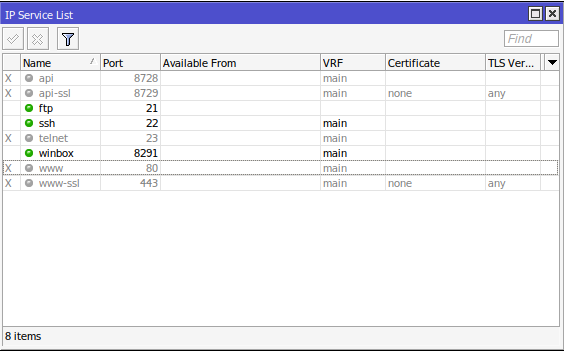 IP Service List
Find
Name Port Available From VRF Certificate TLS Ver...
X api 8728 main
X api-ssl 8729 main none any
ftp 21
ssh 22 main
X telnet 23 main
winbox 8291 main
X www 80 main
X www-ssl 443 main none any
8 items